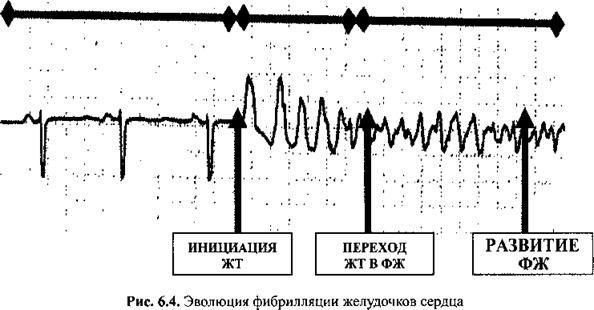 ИНИЦИАЦИЯ
ЖТ
ПЕРЕХОД
ЖТ В ФЖ
РАЗВИТИЕ
ФЖ
Рис. 6.4. Эволюция фибрилляции желудочков сердца